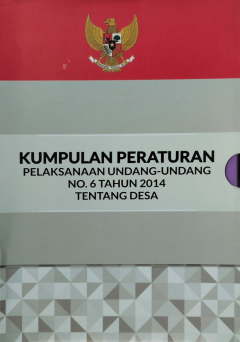 KUMPULAN PERATURAN
PELAKSANAAN UNDANG-UNDANG
NO. 6 TAHUN 2014
TENTANG DESA